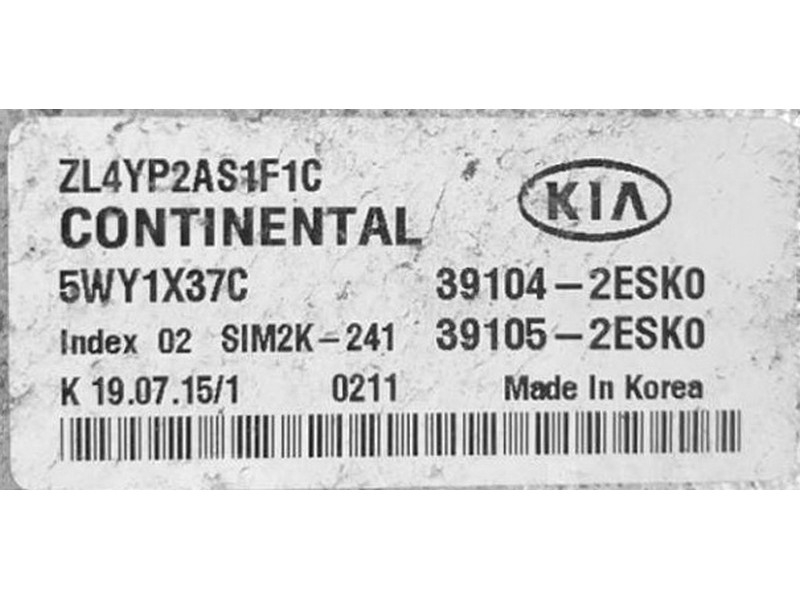 ZL4YP2AS1F1C
KIA
CONTINENTAL
5WY1X37C 39104-2ESK0
Index 02 SIM2K-241 39105-2ESK0
K 19.07.15/1 0211 Made In Korea